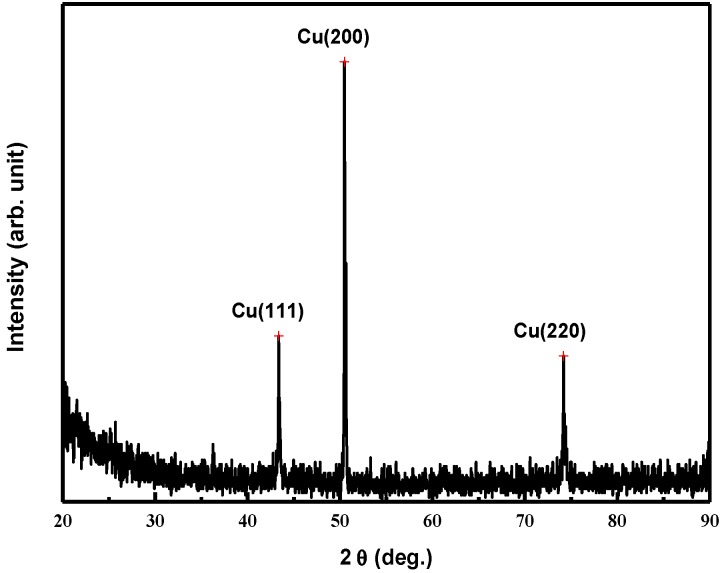 Cu(200)
Cu(111)
Cu(220)
Intensity (arb. unit)
20 30 40 50 60 70 80 90
2 θ (deg.)